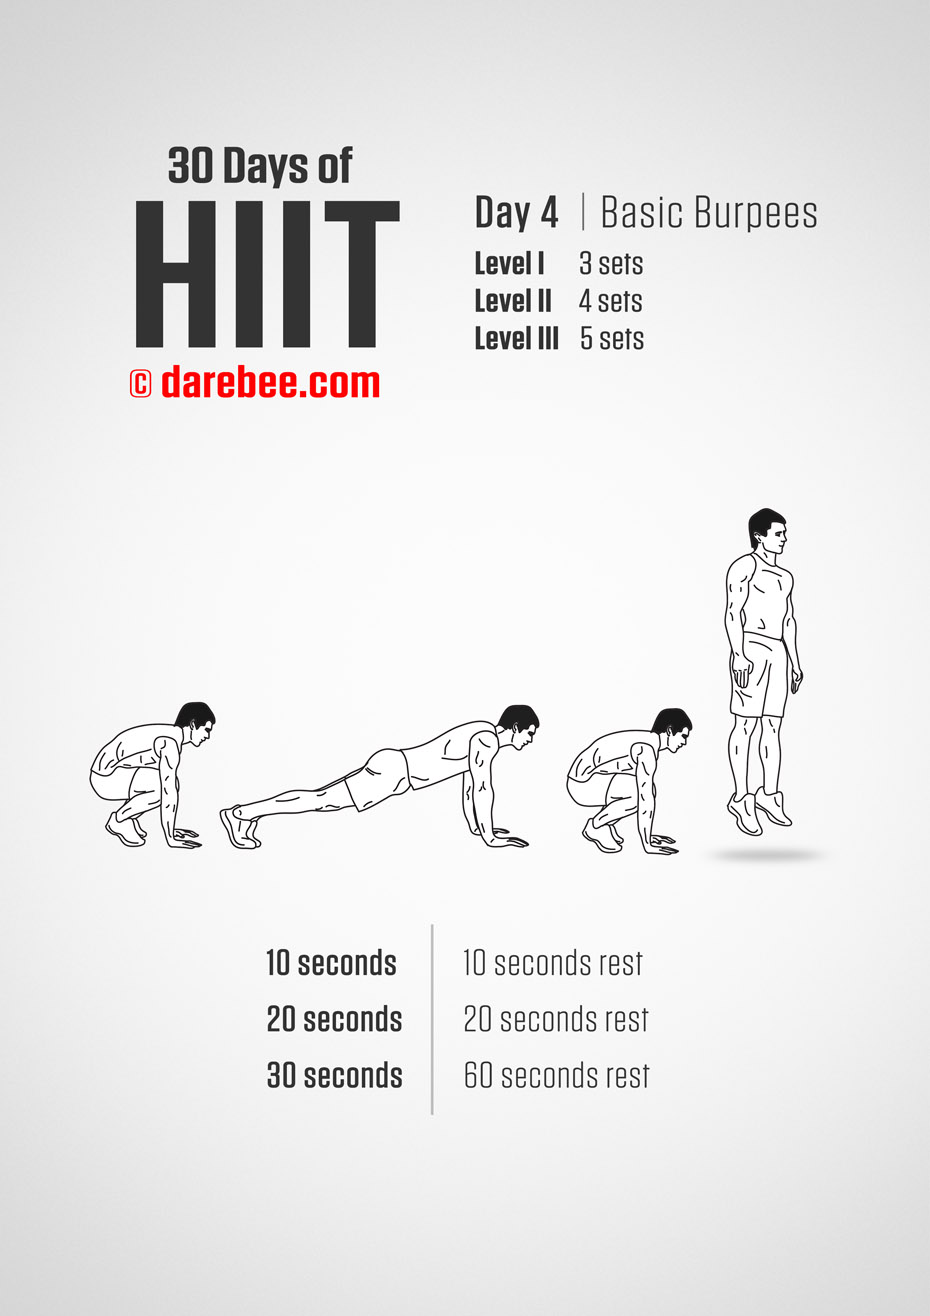 30 Days of
HIIT
© darebee.com
Day 4 | Basic Burpees
Level I 3 sets
Level II 4 sets
Level III 5 sets
10 seconds 10 seconds rest
20 seconds 20 seconds rest
30 seconds 60 seconds rest